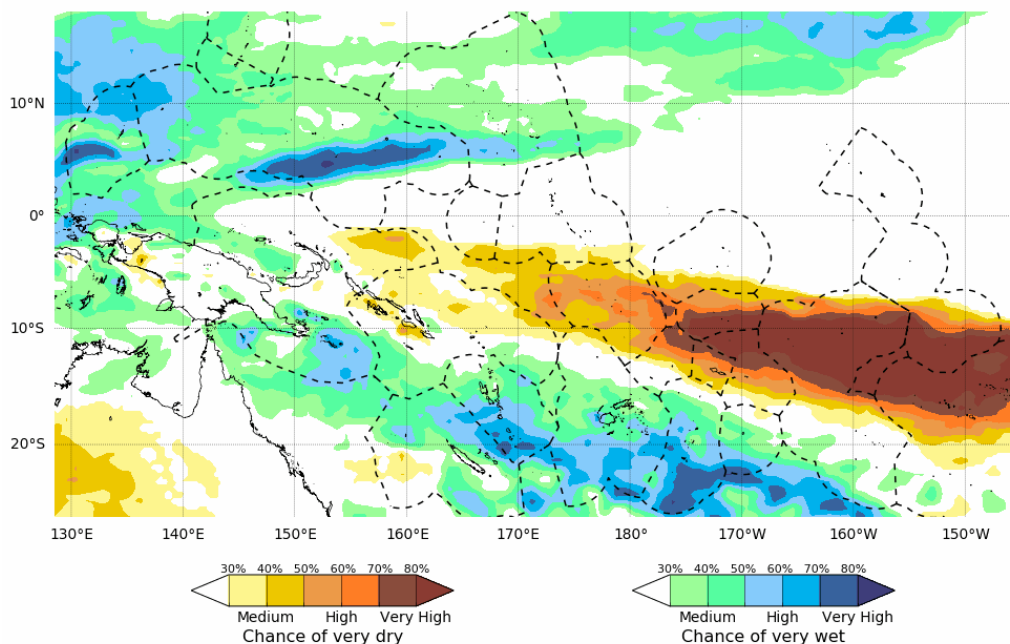 10°N
0°
10°S
20°S
130°E 140°E 150°E 160°E 170°E 180° 170°W 160°W 150°W
30% 40% 50% 60% 70% 80%
Medium High Very High
Chance of very dry
30% 40% 50% 60% 70% 80%
Medium High Very High
Chance of very wet